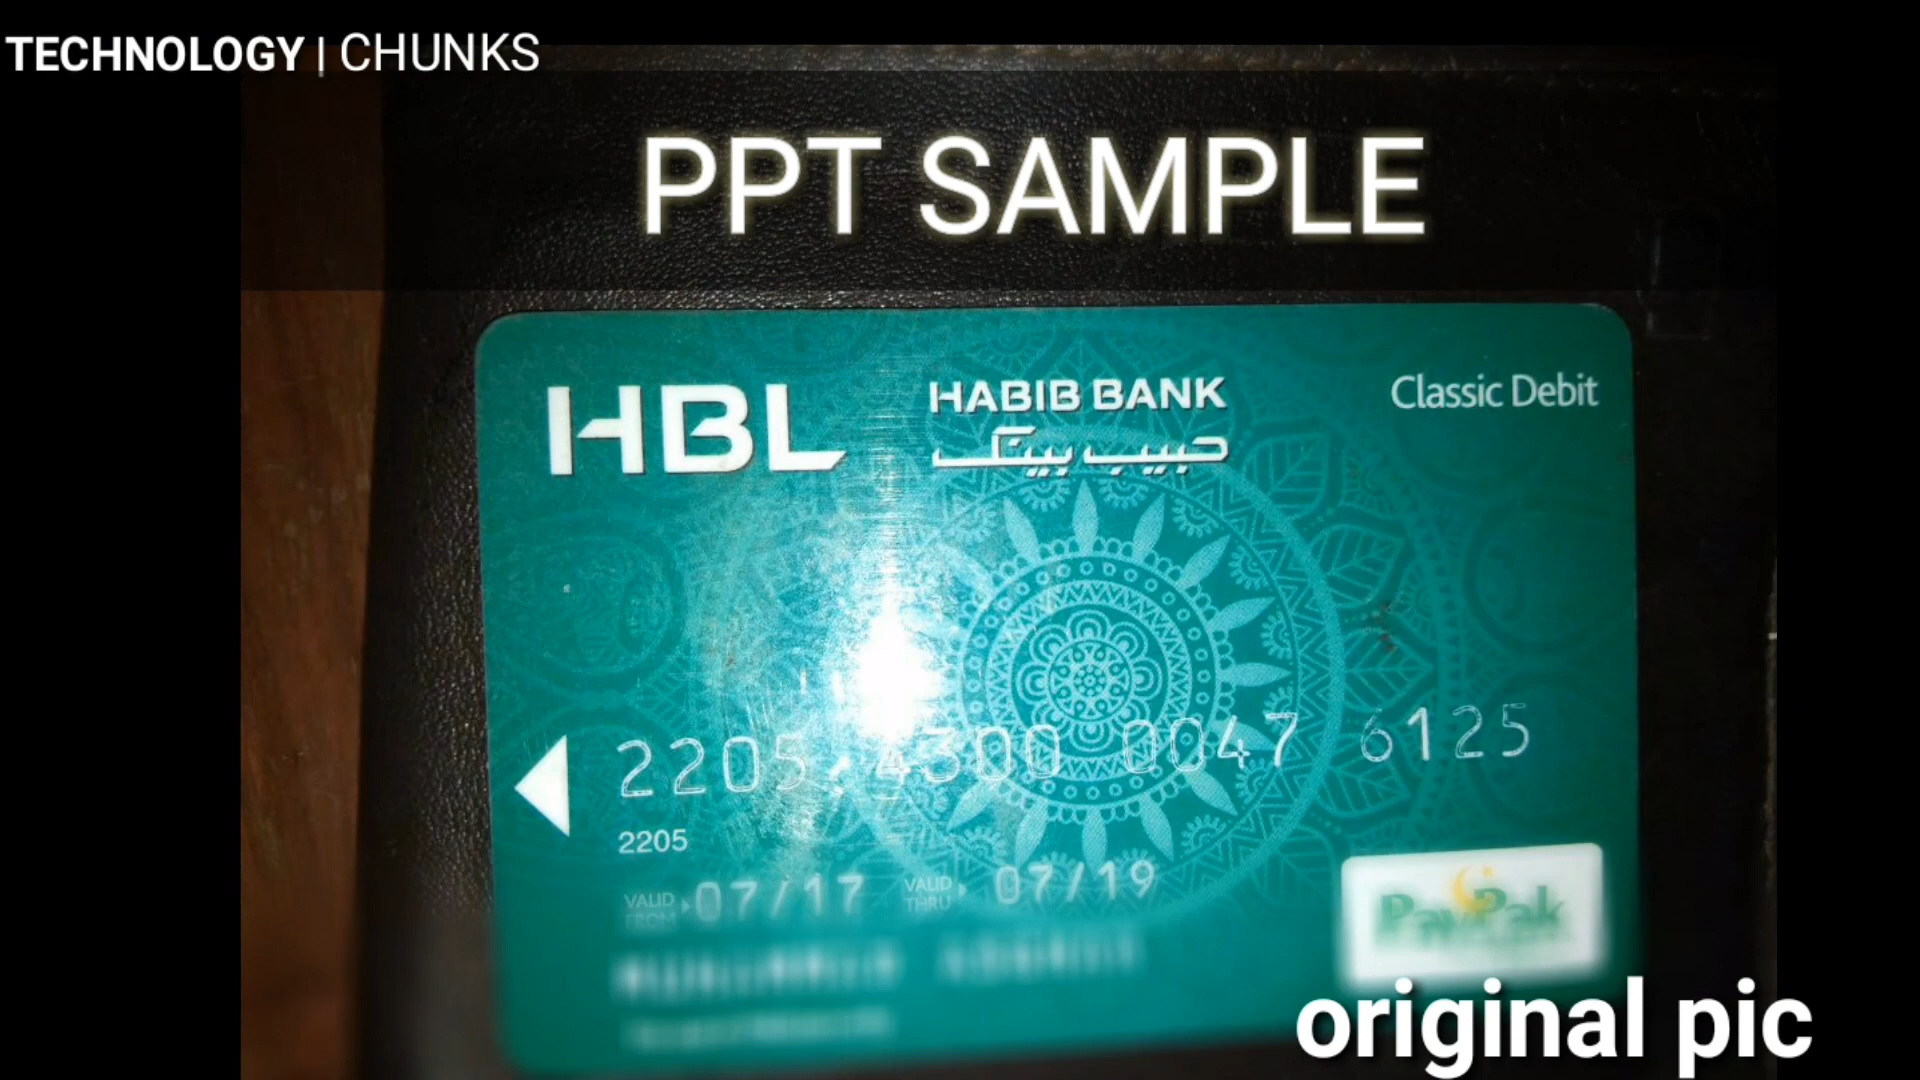 TECHNOLOGY | CHUNKS
PPT SAMPLE
HBL
HABIB BANK
حبیب بینک
Classic Debit
2205 4300 0047 6125
2205
VALID FROM 07/17 VALID THRU 07/19
PayPak
original pic